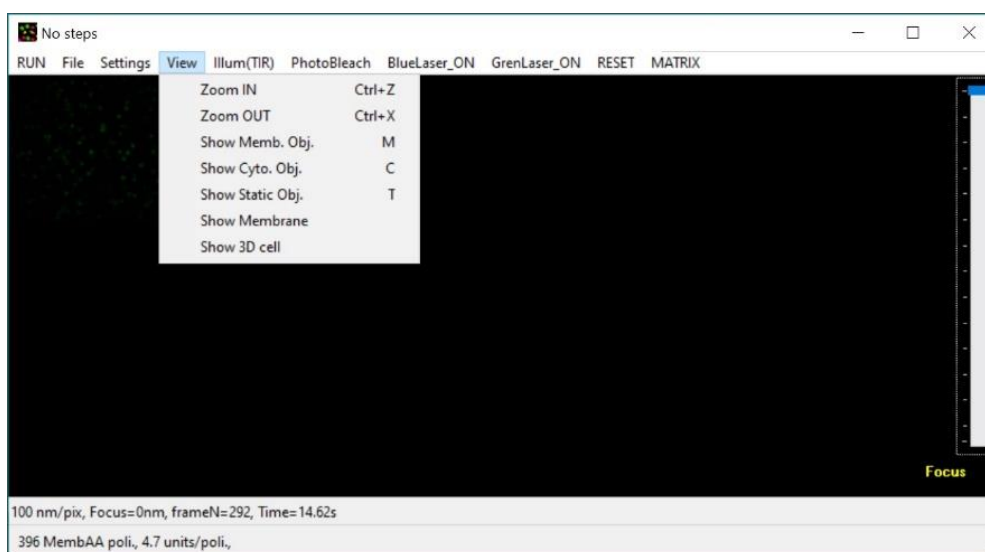 No steps
RUN File Settings View Illum(TIR) PhotoBleach BlueLaser_ON GrenLaser_ON RESET MATRIX
Zoom IN Ctrl+Z
Zoom OUT Ctrl+X
Show Memb. Obj. M
Show Cyto. Obj. C
Show Static Obj. T
Show Membrane
Show 3D cell
Focus
100 nm/pix, Focus=0nm, frameN=292, Time=14.62s
396 MembAA poli., 4.7 units/poli.,